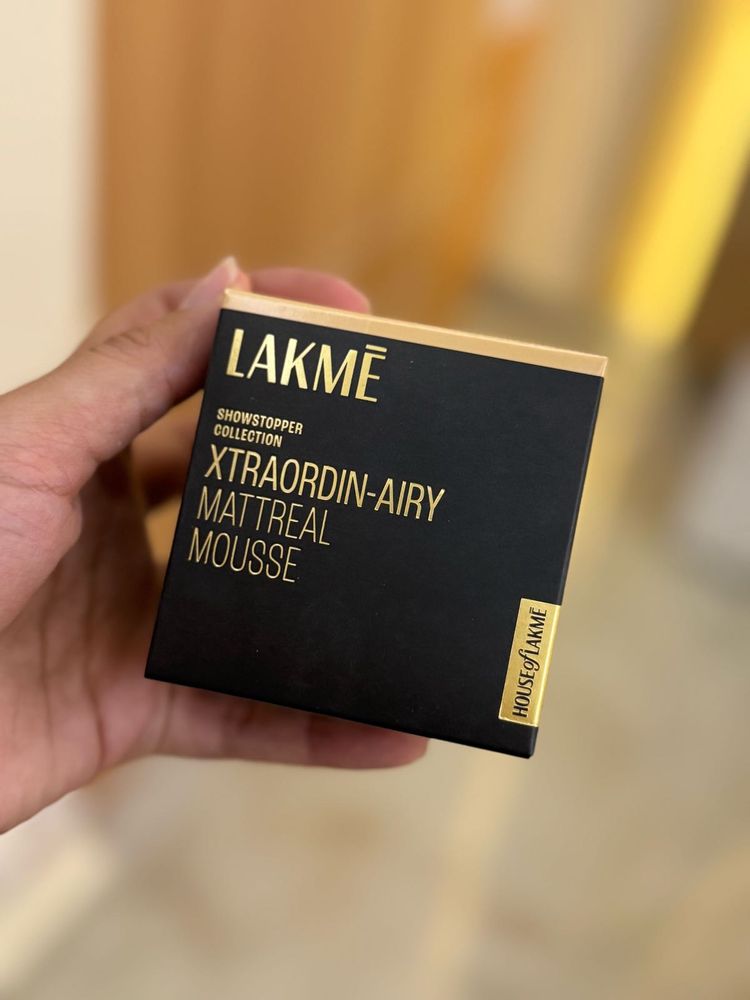 LAKMĒ
SHOWSTOPPER
COLLECTION
XTRAORDIN-AIRY
MATTREAL
MOUSSE
HOUSE of LAKMĒ